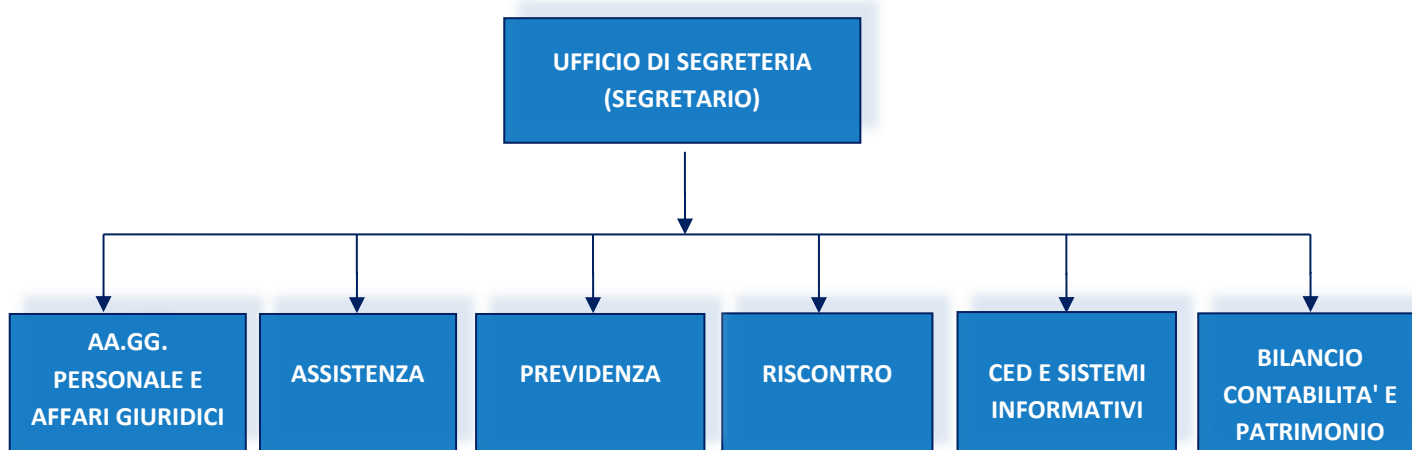 UFFICIO DI SEGRETERIA
(SEGRETARIO)
AA.GG.
PERSONALE E
AFFARI GIURIDICI
ASSISTENZA
PREVIDENZA
RISCONTRO
CED E SISTEMI
INFORMATIVI
BILANCIO
CONTABILITA' E
PATRIMONIO